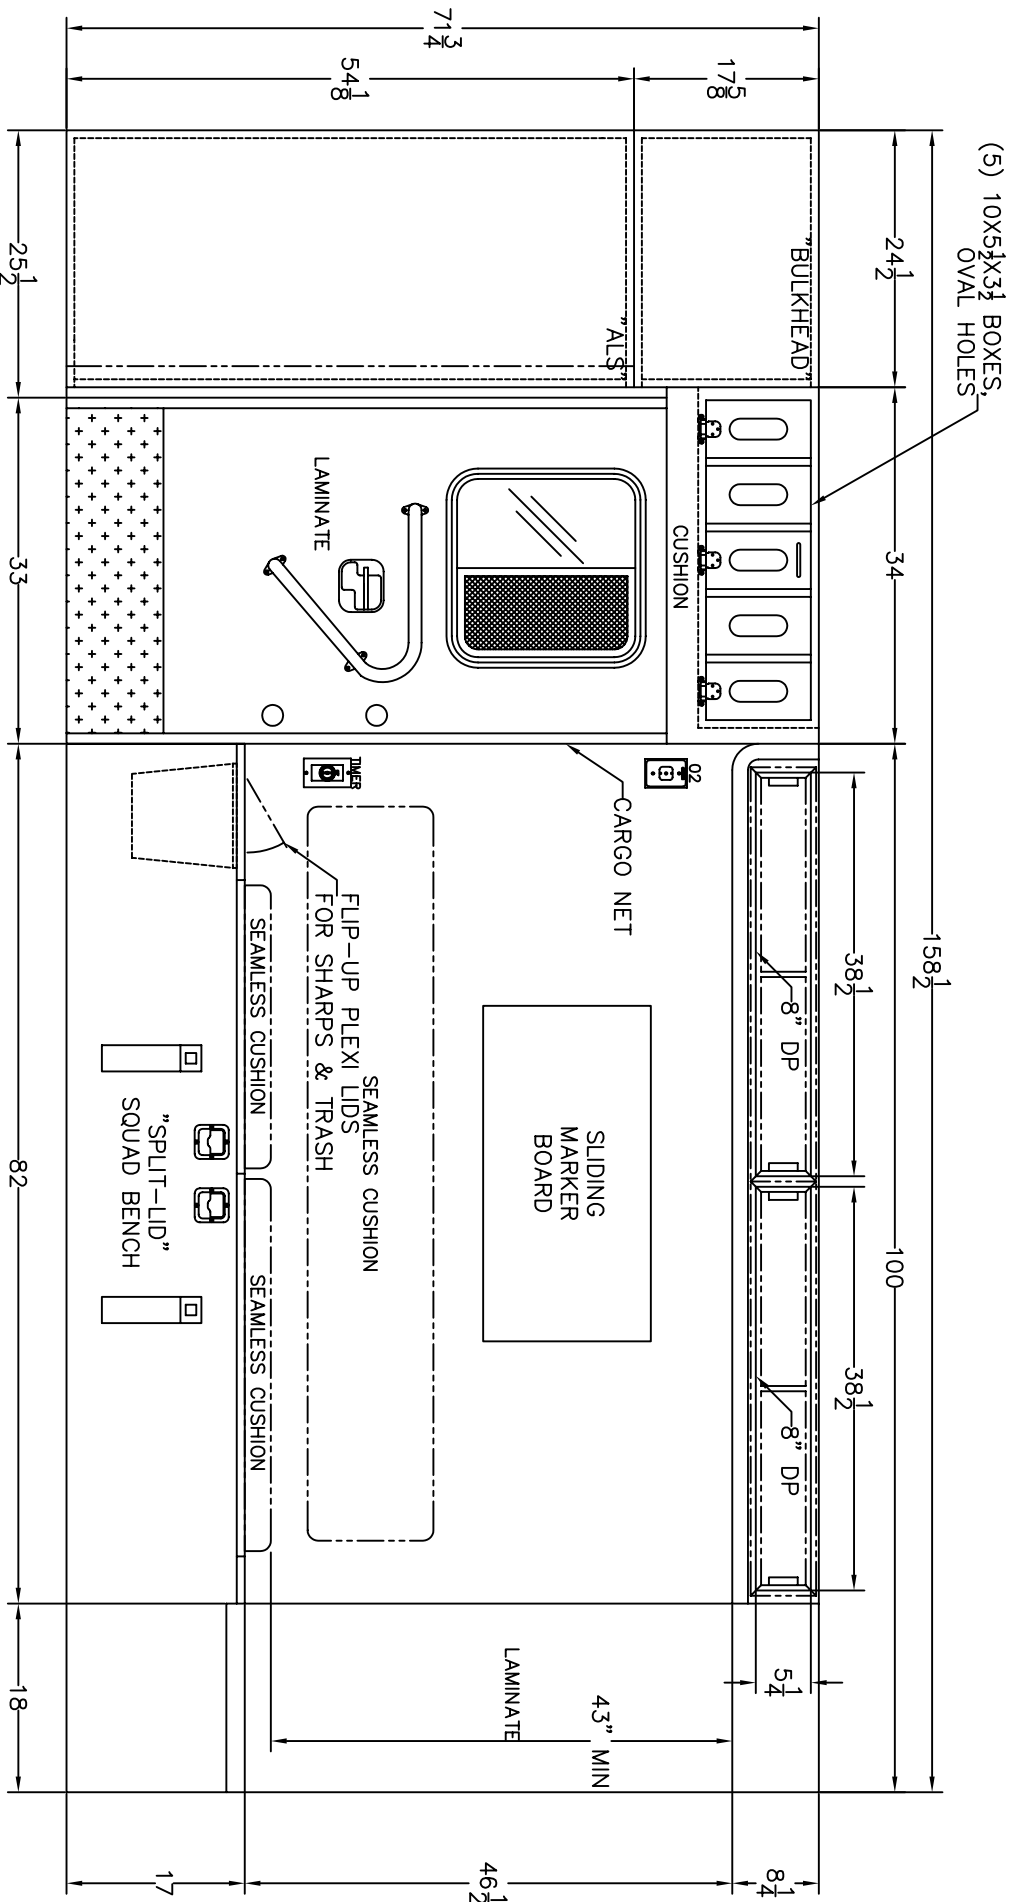 (5) 10X5½X3½ BOXES,
OVAL HOLES
158½
24½
34
100
38½
38½
71¾
17⅝
54⅛
"BULKHEAD"
"ALS"
CUSHION
LAMINATE
O2
TIMER
CARGO NET
8" DP
8" DP
5¼
8¼
SLIDING
MARKER
BOARD
SEAMLESS CUSHION
FLIP-UP PLEXI LIDS
FOR SHARPS & TRASH
SEAMLESS CUSHION
SEAMLESS CUSHION
"SPLIT-LID"
SQUAD BENCH
43" MIN
LAMINATE
46½
17
25½
33
82
18